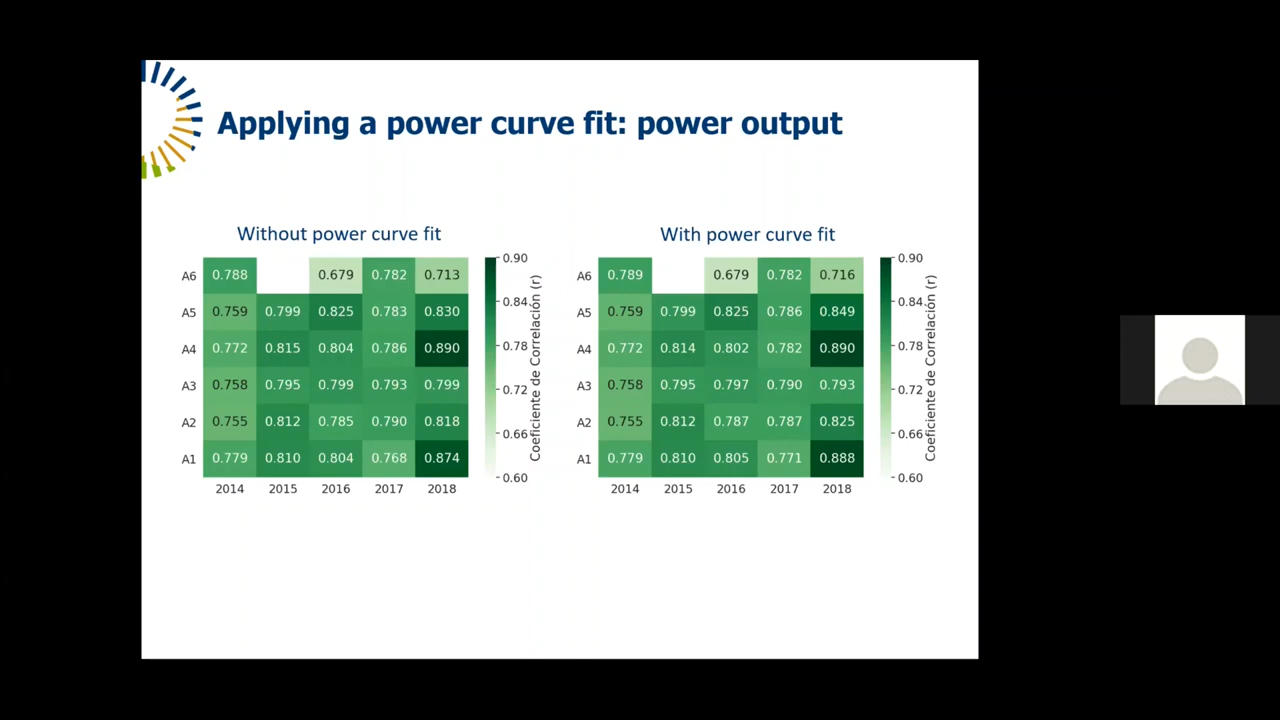 Applying a power curve fit: power output
Without power curve fit
A6 0.788 0.679 0.782 0.713
A5 0.759 0.799 0.825 0.783 0.830
A4 0.772 0.815 0.804 0.786 0.890
A3 0.758 0.795 0.799 0.793 0.799
A2 0.755 0.812 0.785 0.790 0.818
A1 0.779 0.810 0.804 0.768 0.874
2014 2015 2016 2017 2018
0.90
0.84
0.78
0.72
0.66
0.60
Coeficiente de Correlación (r)
With power curve fit
A6 0.789 0.679 0.782 0.716
A5 0.759 0.799 0.825 0.786 0.849
A4 0.772 0.814 0.802 0.782 0.890
A3 0.758 0.795 0.797 0.790 0.793
A2 0.755 0.812 0.787 0.787 0.825
A1 0.779 0.810 0.805 0.771 0.888
2014 2015 2016 2017 2018
0.90
0.84
0.78
0.72
0.66
0.60
Coeficiente de Correlación (r)